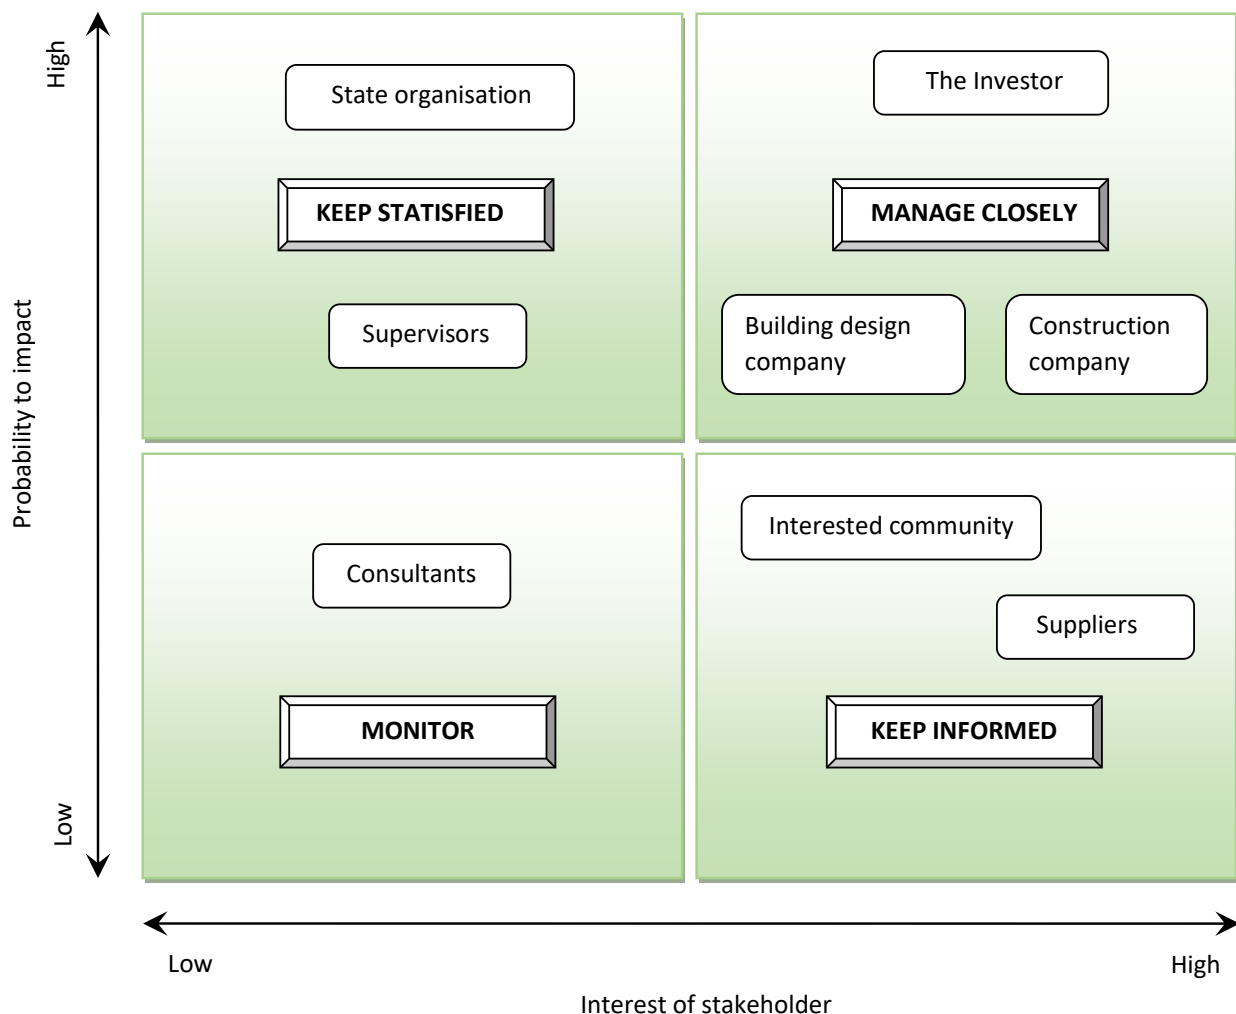 High
State organisation
The Investor
KEEP STATISFIED
MANAGE CLOSELY
Supervisors
Building design
company
Construction
company
Probability to impact
Interested community
Consultants
Suppliers
MONITOR
KEEP INFORMED
Low
Low
High
Interest of stakeholder